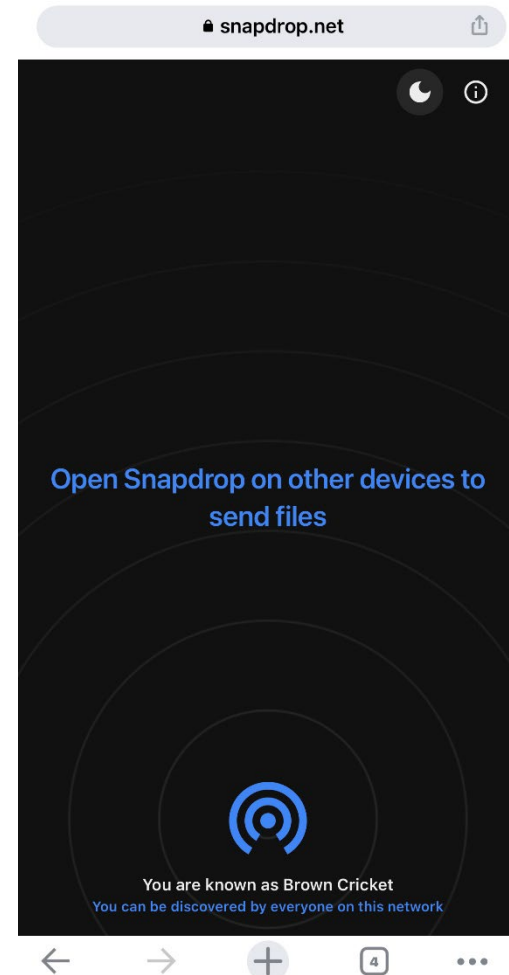 snapdrop.net
Open Snapdrop on other devices to
send files
You are known as Brown Cricket
You can be discovered by everyone on this network
4